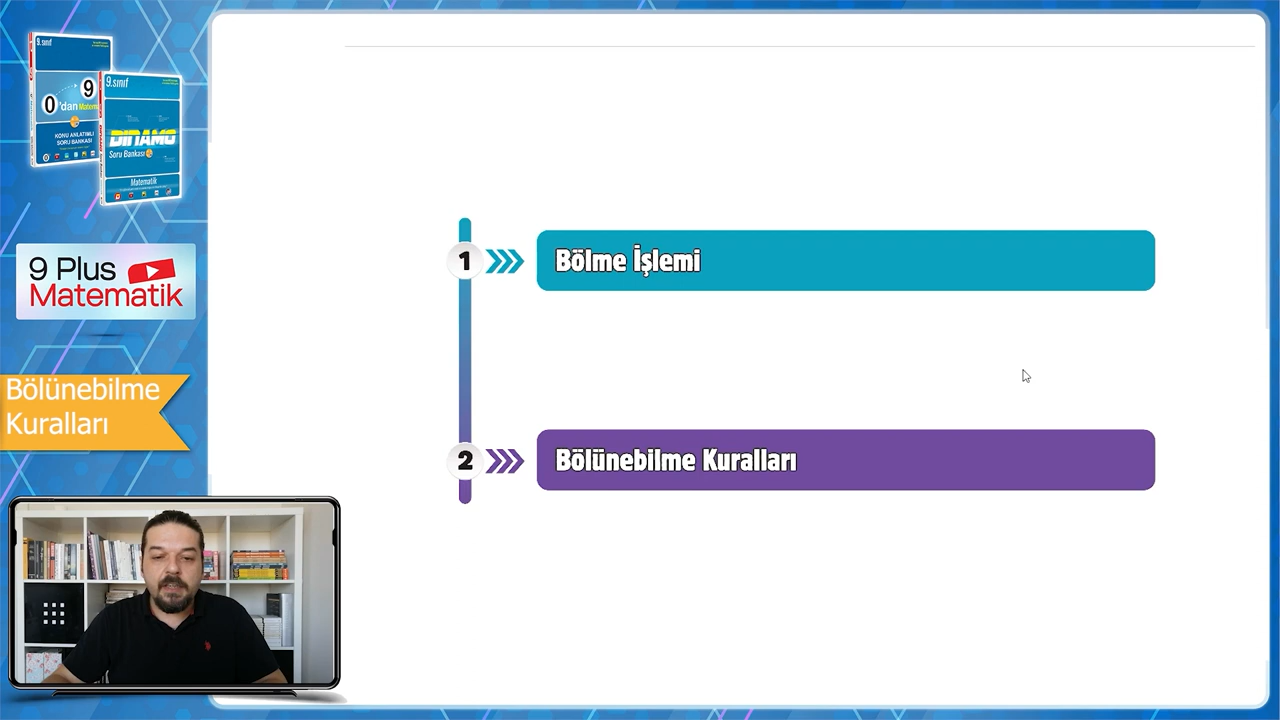 9.sınıf
0
9
'dan Matem
KONU ANLATIMLI
SORU BANKASI
9.sınıf
DİNAMO
Soru Bankası
Matematik
9 Plus
Matematik
Bölünebilme
Kuralları
1
Bölme İşlemi
2
Bölünebilme Kuralları